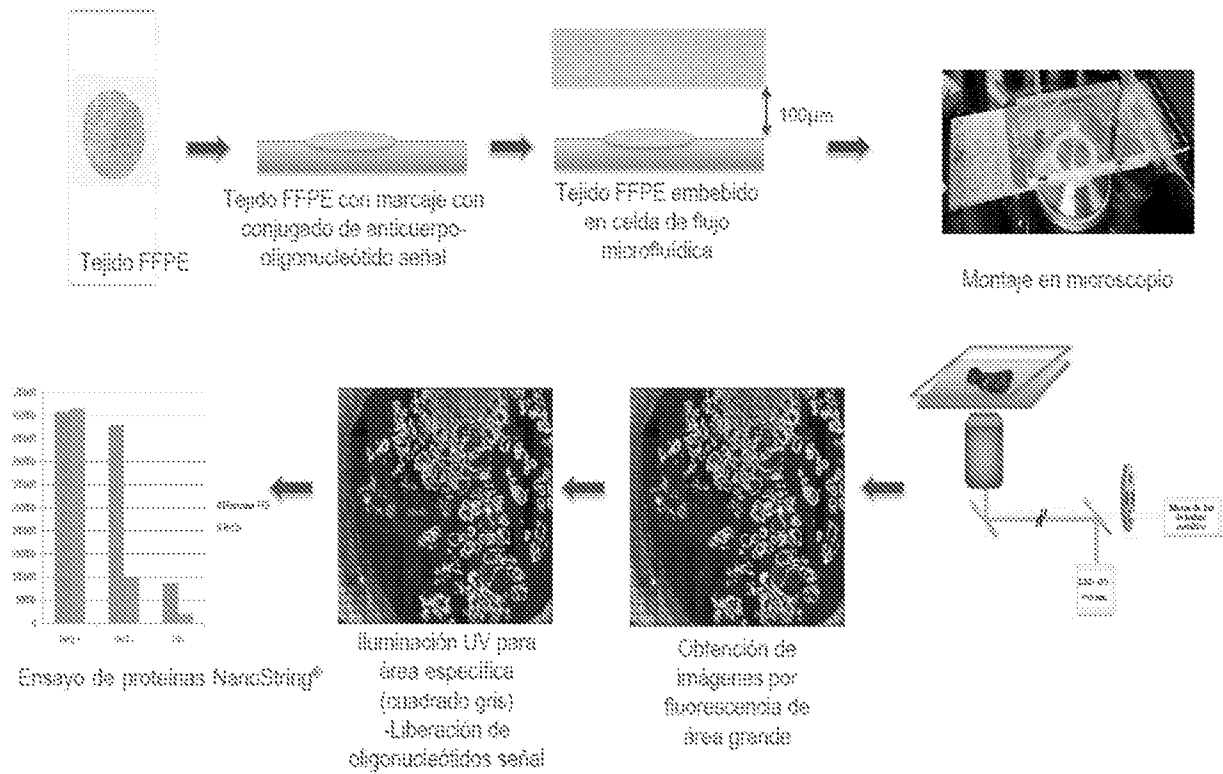 100µm
Tejido FFPE
Tejido FFPE con marcaje con
conjugado de anticuerpo-
oligonucleótido señal
Tejido FFPE embebido
en celda de flujo
microfluídica
Montaje en microscopio
Ensayo de proteínas NanoString®
Iluminación UV para
área específica
(cuadrado gris)
-Liberación de
oligonucleótidos señal
Obtención de
imágenes por
fluorescencia de
área grande